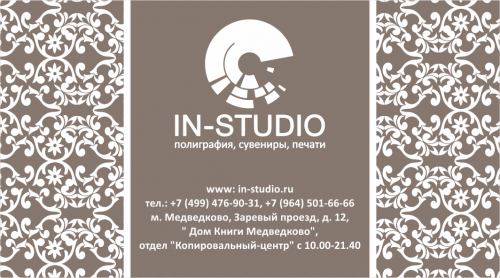 IN-STUDIO
полиграфия, сувениры, печати
www: in-studio.ru
тел.: +7 (499) 476-90-31, +7 (964) 501-66-66
м. Медведково, Заревый проезд, д. 12,
" Дом Книги Медведково",
отдел "Копировальный-центр" с 10.00-21.40